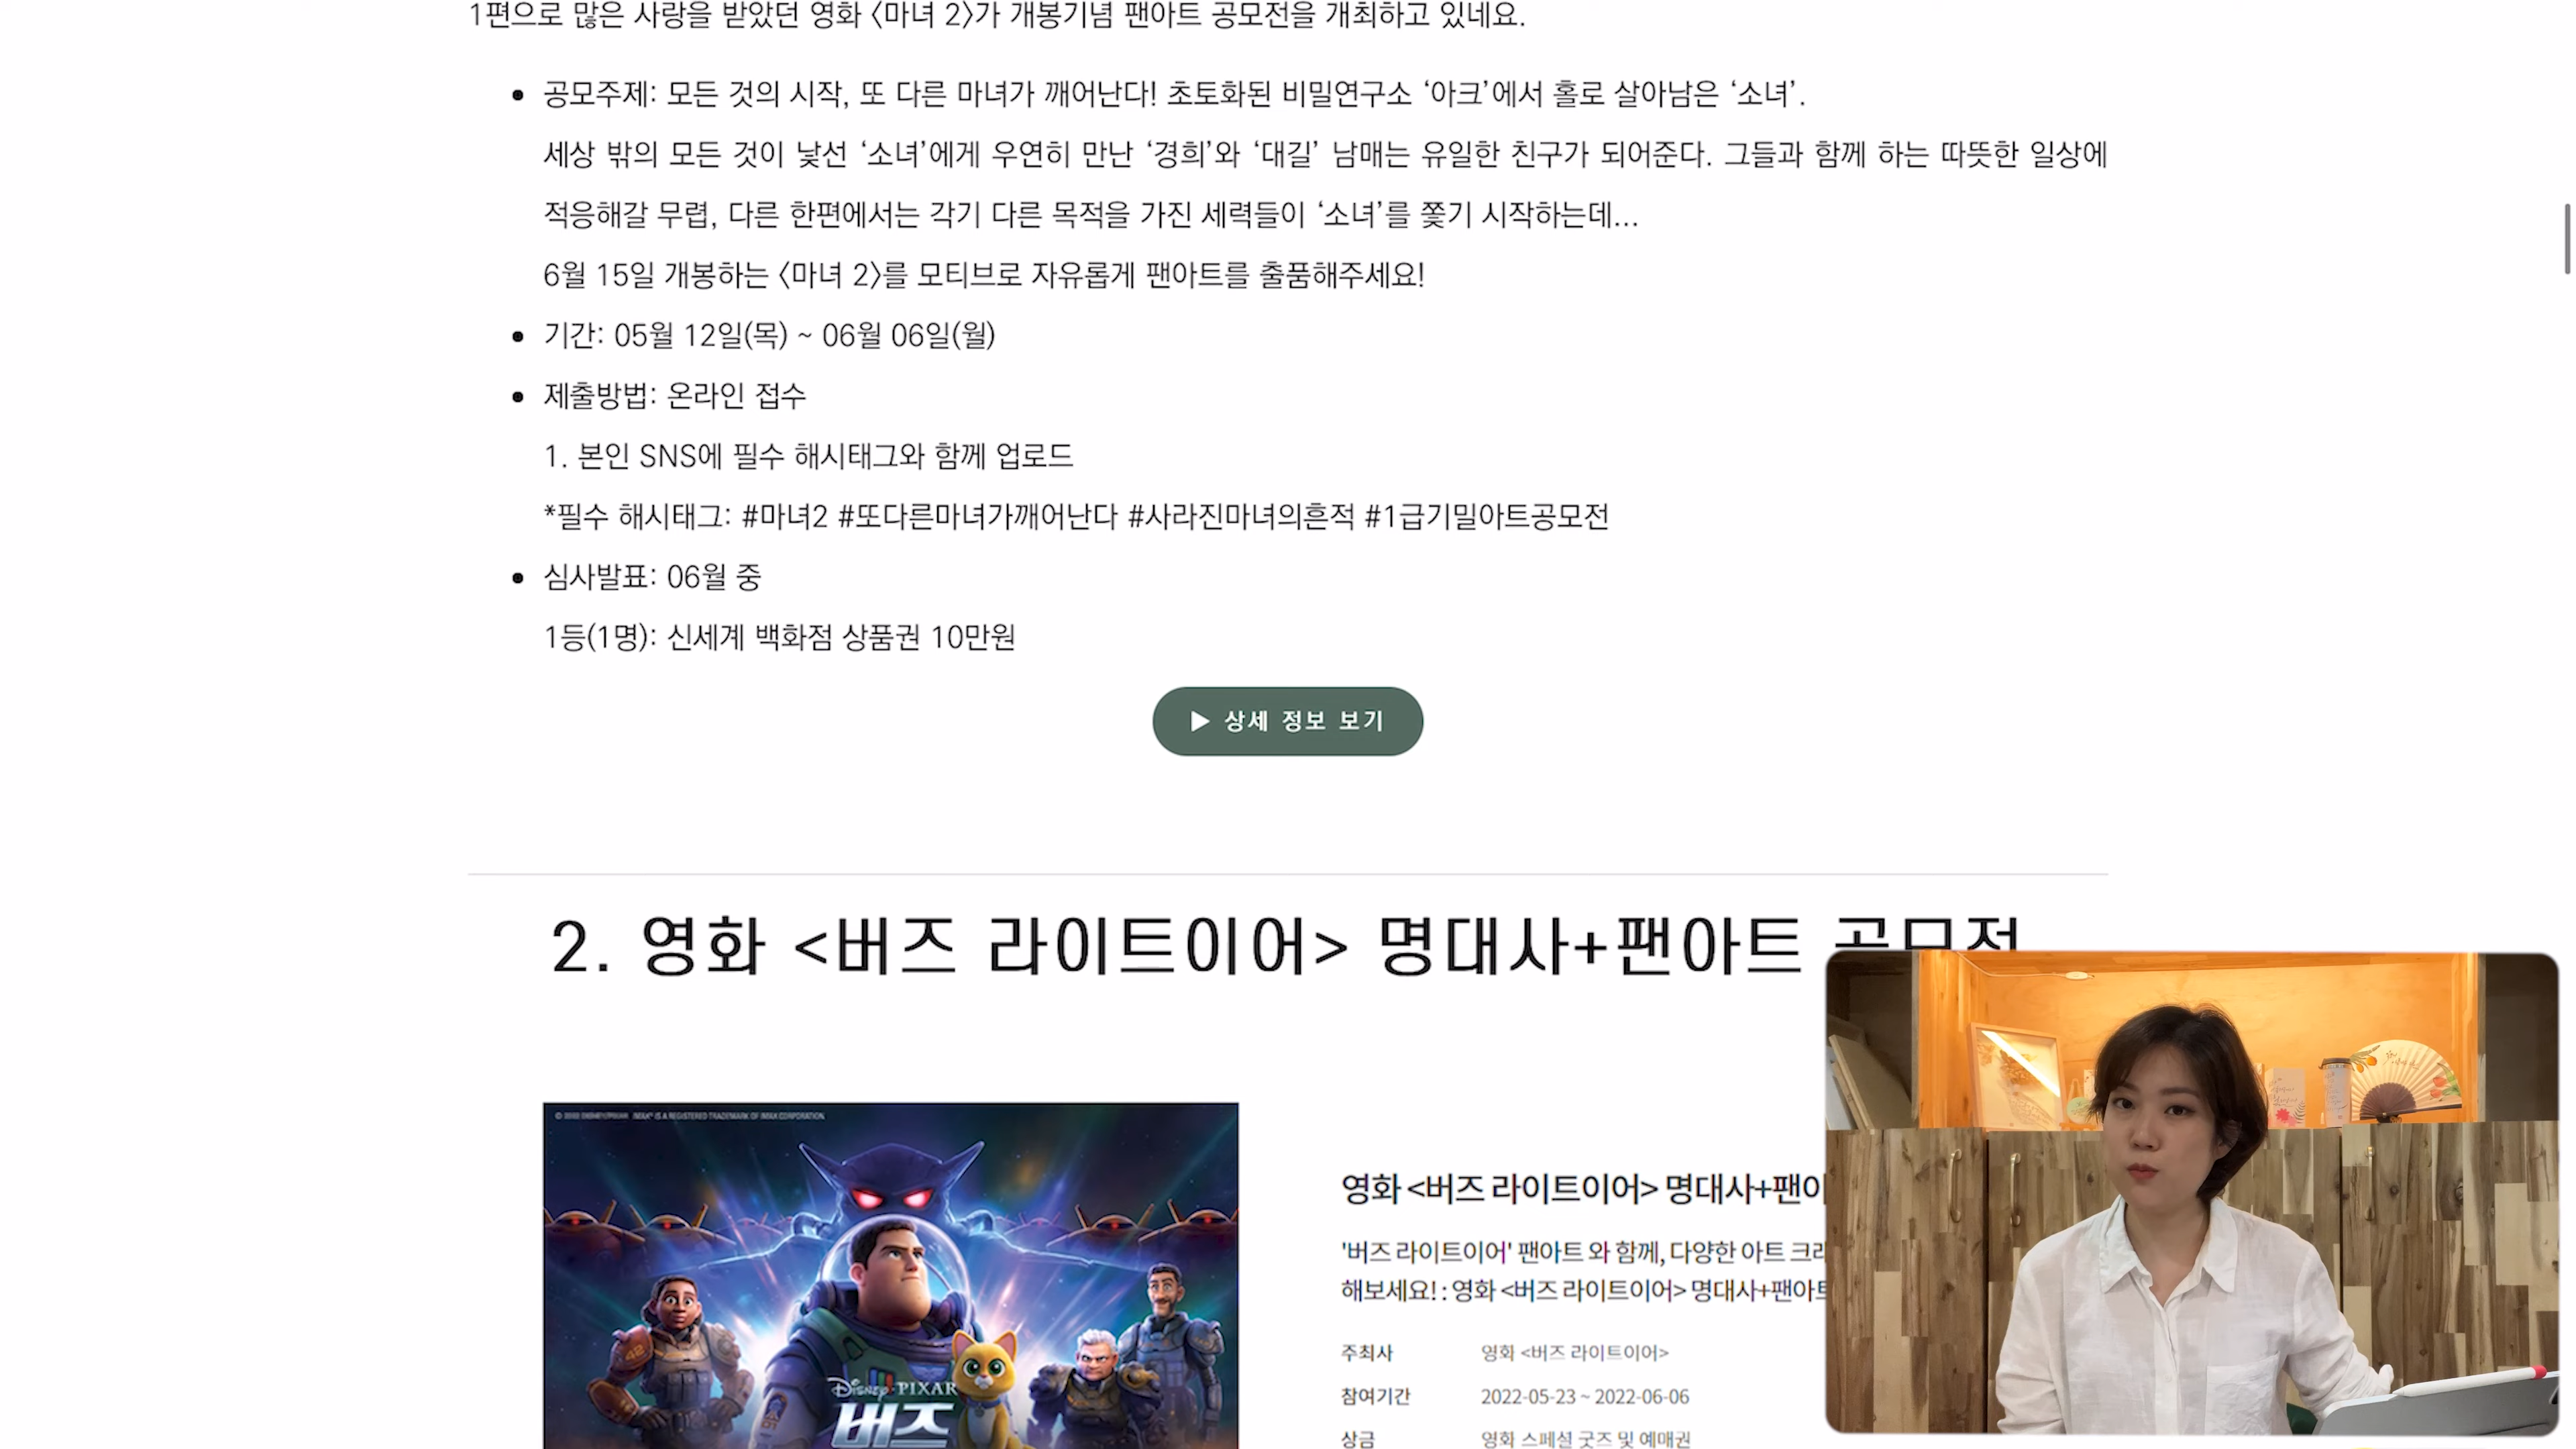 1편으로 많은 사랑을 받았던 영화 〈마녀 2〉가 개봉기념 팬아트 공모전을 개최하고 있네요.
• 공모주제: 모든 것의 시작, 또 다른 마녀가 깨어난다! 초토화된 비밀연구소 ‘아크’에서 홀로 살아남은 ‘소녀’.
세상 밖의 모든 것이 낯선 ‘소녀’에게 우연히 만난 ‘경희’와 ‘대길’ 남매는 유일한 친구가 되어준다. 그들과 함께 하는 따뜻한 일상에
적응해갈 무렵, 다른 한편에서는 각기 다른 목적을 가진 세력들이 ‘소녀’를 쫓기 시작하는데...
6월 15일 개봉하는 〈마녀 2〉를 모티브로 자유롭게 팬아트를 출품해주세요!
• 기간: 05월 12일(목) ~ 06월 06일(월)
• 제출방법: 온라인 접수
1. 본인 SNS에 필수 해시태그와 함께 업로드
*필수 해시태그: #마녀2 #또다른마녀가깨어난다 #사라진마녀의흔적 #1급기밀아트공모전
• 심사발표: 06월 중
1등(1명): 신세계 백화점 상품권 10만원
▶ 상세 정보 보기
2. 영화 <버즈 라이트이어> 명대사+팬아트 공모전
IMAX® IS A REGISTERED TRADEMARK OF IMAX CORPORATION.
DISNEY·PIXAR
버즈
영화 <버즈 라이트이어> 명대사+팬아
'버즈 라이트이어' 팬아트 와 함께, 다양한 아트 크리
해보세요! : 영화 <버즈 라이트이어> 명대사+팬아트
주최사 영화 <버즈 라이트이어>
참여기간 2022-05-23 ~ 2022-06-06
상금 영화 스페셜 굿즈 및 예매권